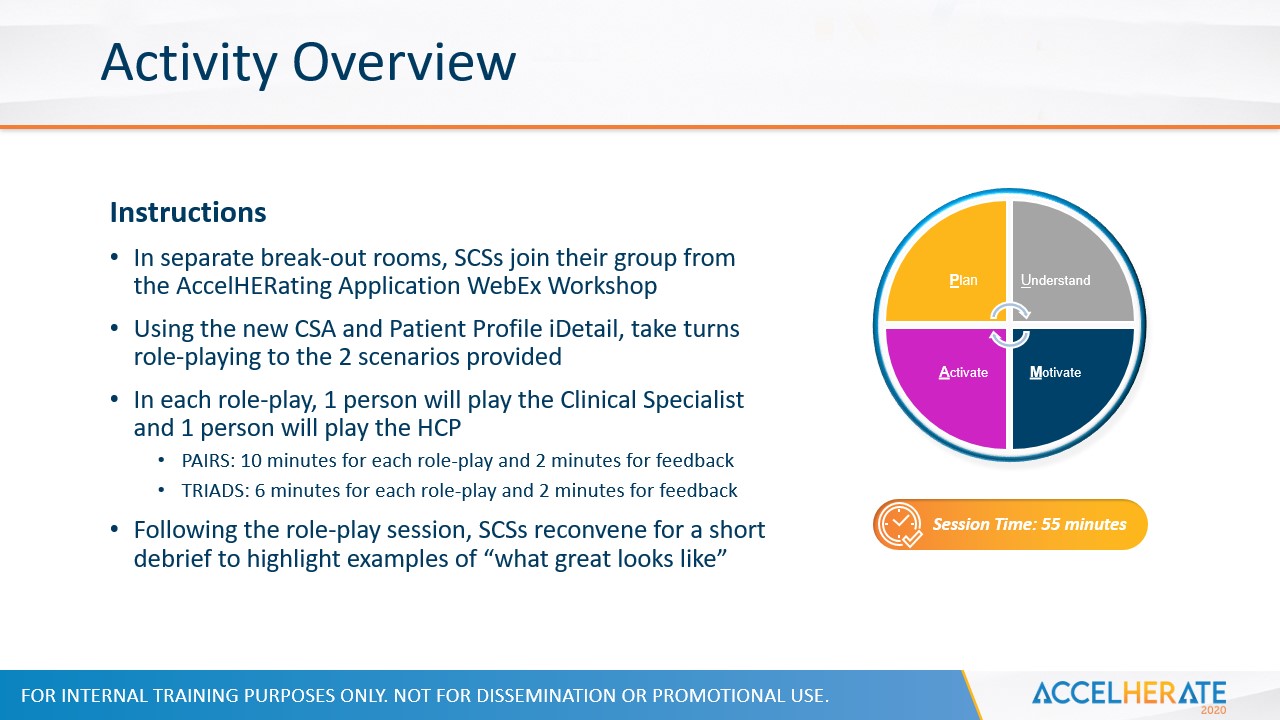 Activity Overview
Instructions
• In separate break-out rooms, SCSs join their group from
the AccelHERating Application WebEx Workshop
• Using the new CSA and Patient Profile iDetail, take turns
role-playing to the 2 scenarios provided
• In each role-play, 1 person will play the Clinical Specialist
and 1 person will play the HCP
• PAIRS: 10 minutes for each role-play and 2 minutes for feedback
• TRIADS: 6 minutes for each role-play and 2 minutes for feedback
• Following the role-play session, SCSs reconvene for a short
debrief to highlight examples of “what great looks like”
Plan
Understand
Activate
Motivate
Session Time: 55 minutes
FOR INTERNAL TRAINING PURPOSES ONLY. NOT FOR DISSEMINATION OR PROMOTIONAL USE.
ACCELHERATE
2020